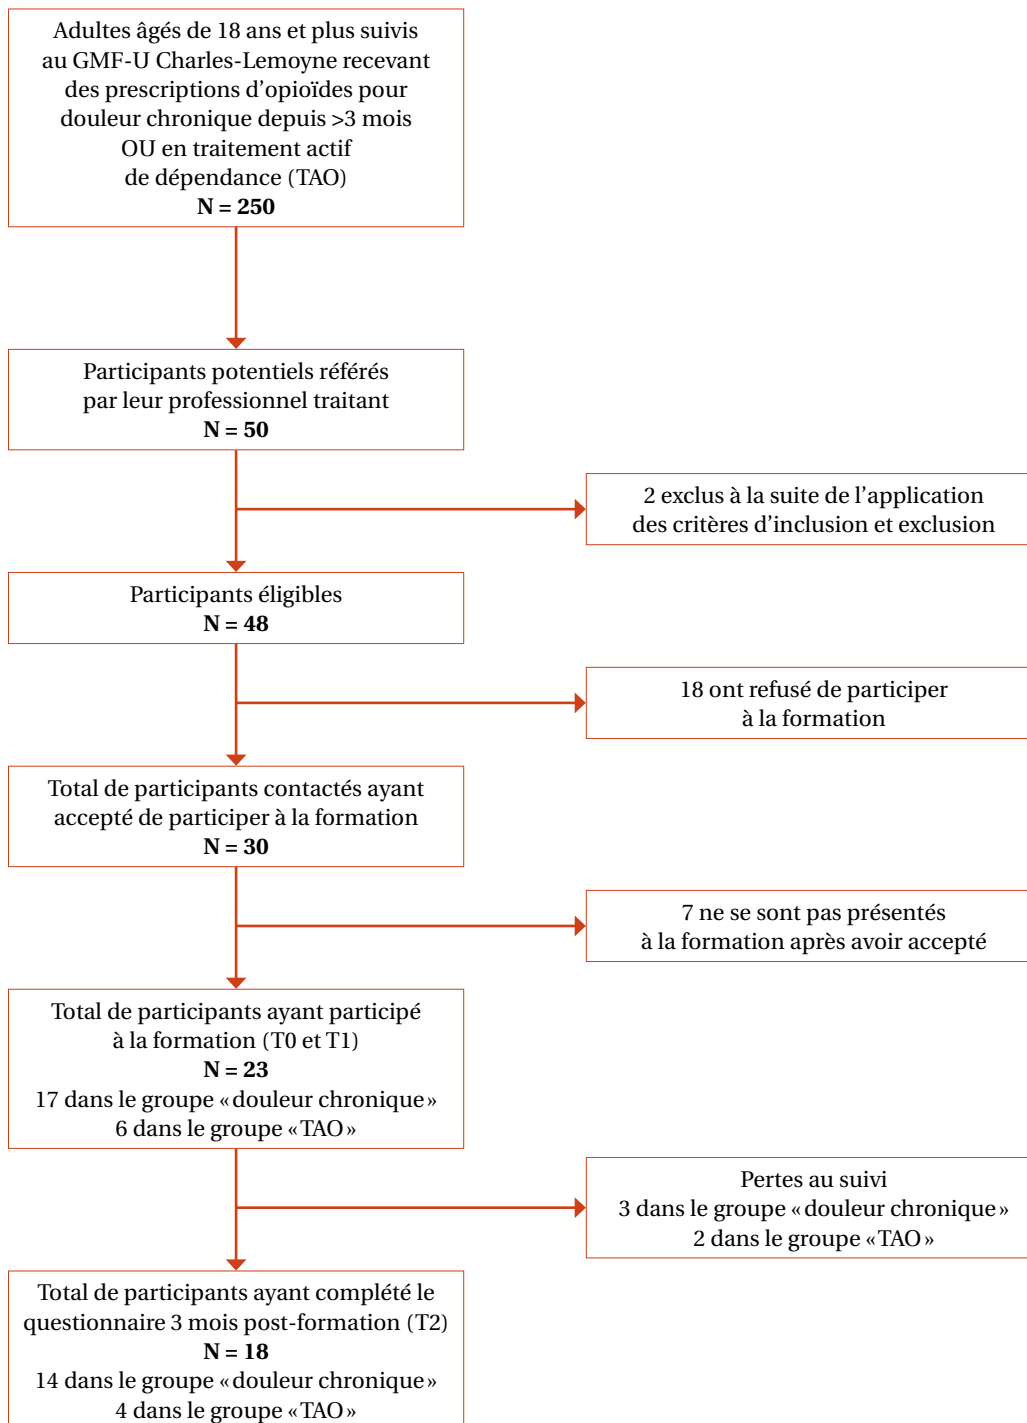 Adultes âgés de 18 ans et plus suivis
au GMF-U Charles-Lemoyne recevant
des prescriptions d’opioïdes pour
douleur chronique depuis >3 mois
OU en traitement actif
de dépendance (TAO)
N = 250
Participants potentiels référés
par leur professionnel traitant
N = 50
2 exclus à la suite de l’application
des critères d’inclusion et exclusion
Participants éligibles
N = 48
18 ont refusé de participer
à la formation
Total de participants contactés ayant
accepté de participer à la formation
N = 30
7 ne se sont pas présentés
à la formation après avoir accepté
Total de participants ayant participé
à la formation (T0 et T1)
N = 23
17 dans le groupe «douleur chronique»
6 dans le groupe «TAO»
Pertes au suivi
3 dans le groupe «douleur chronique»
2 dans le groupe «TAO»
Total de participants ayant complété le
questionnaire 3 mois post-formation (T2)
N = 18
14 dans le groupe «douleur chronique»
4 dans le groupe «TAO»